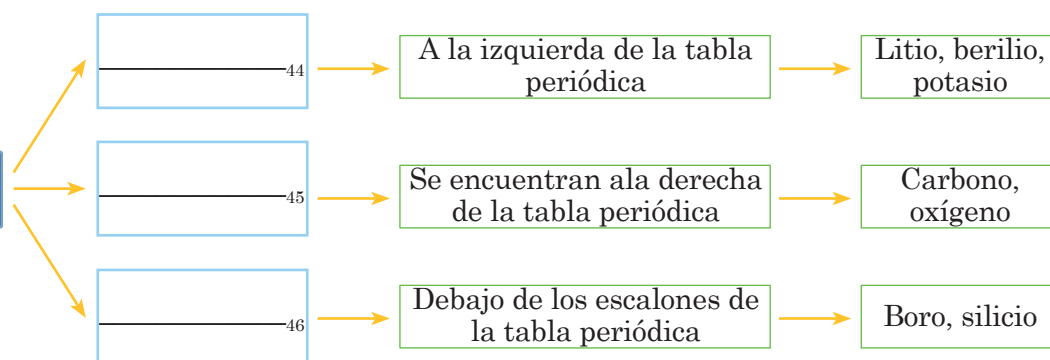 44
A la izquierda de la tabla
periódica
Litio, berilio,
potasio
45
Se encuentran ala derecha
de la tabla periódica
Carbono,
oxígeno
46
Debajo de los escalones de
la tabla periódica
Boro, silicio